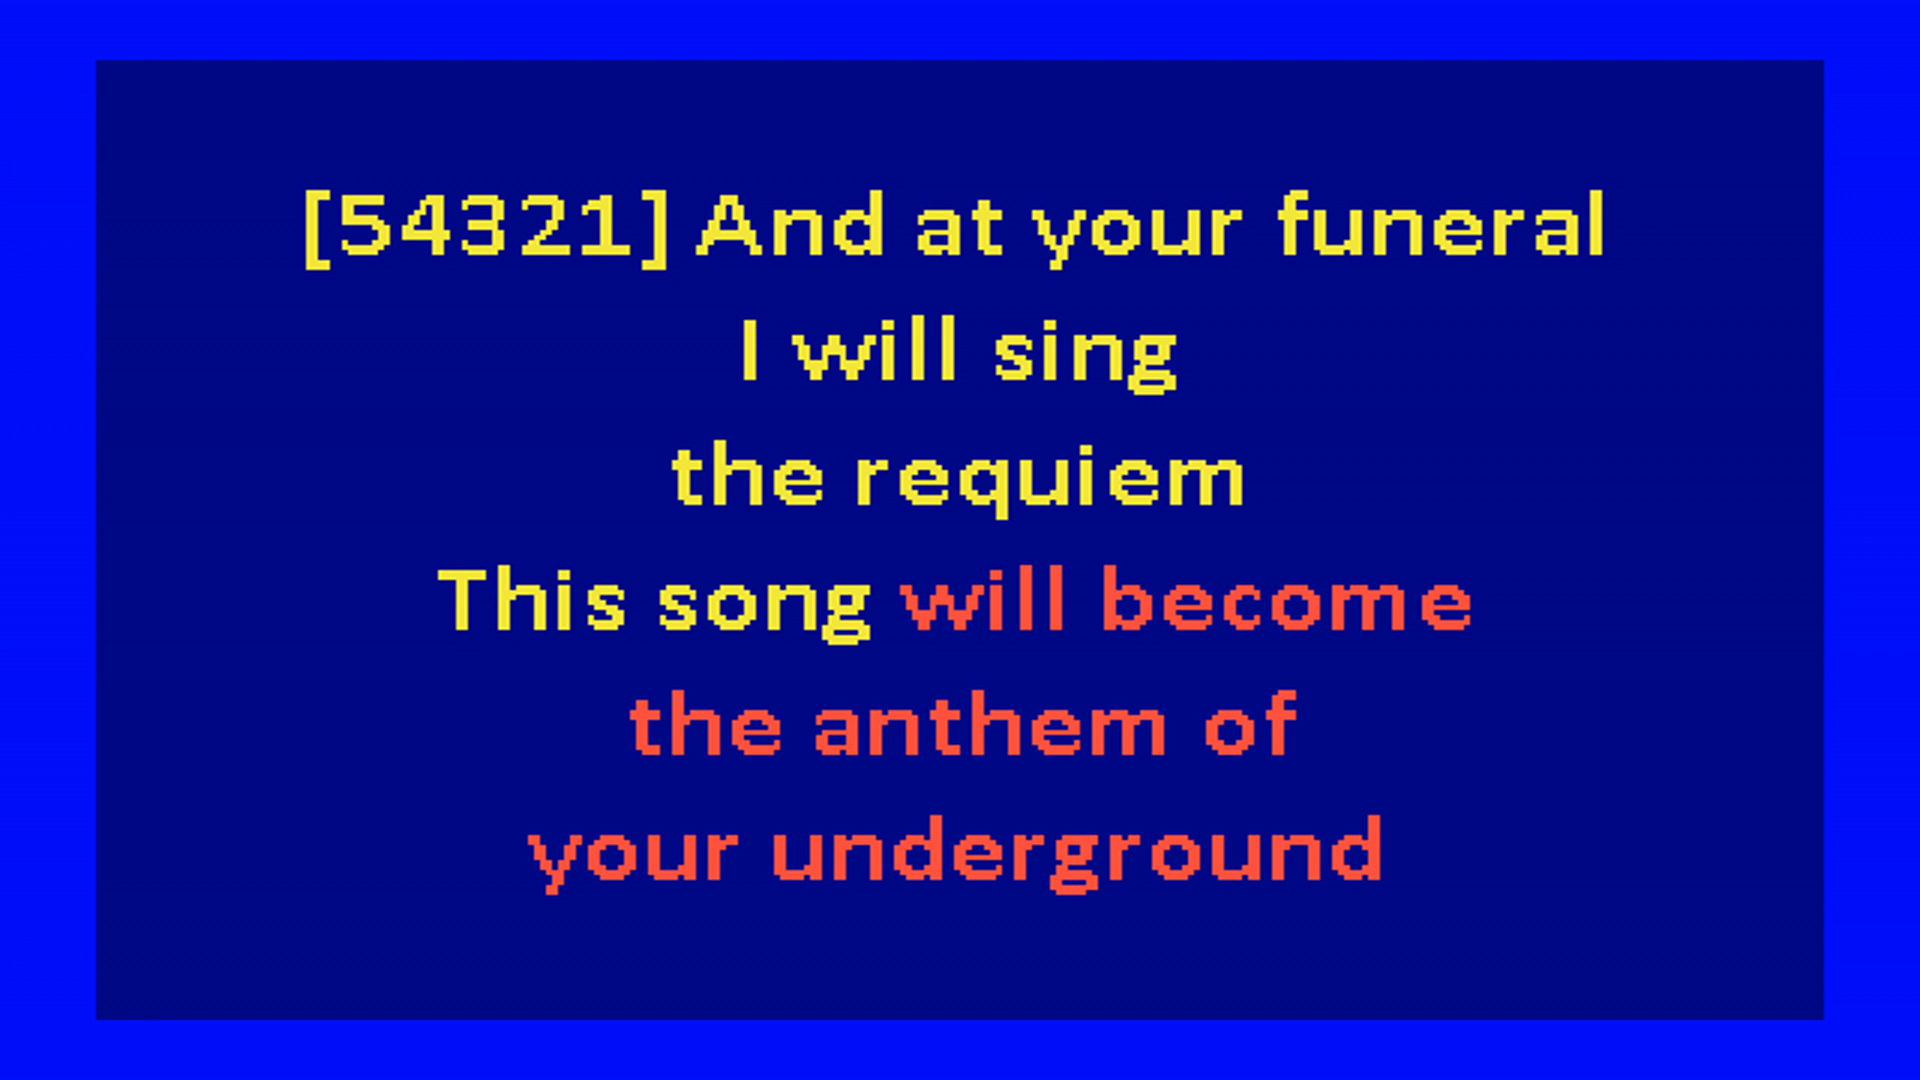 [54321] And at your funeral
I will sing
the requiem
This song will become
the anthem of
your underground